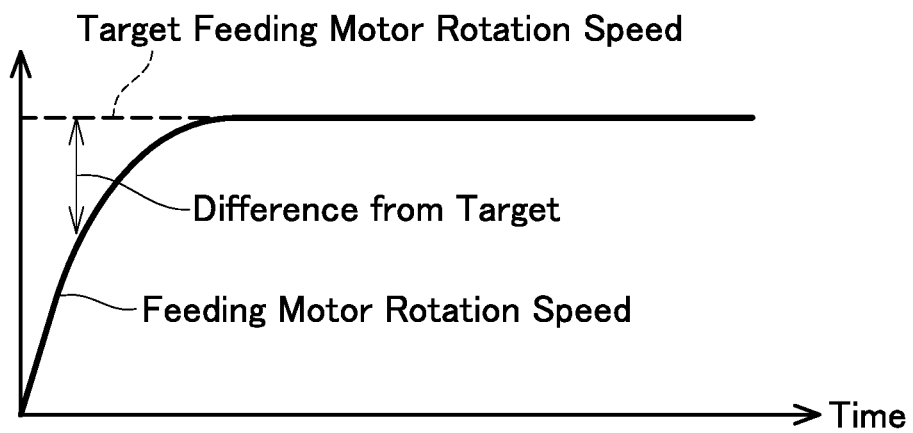 Target Feeding Motor Rotation Speed
Difference from Target
Feeding Motor Rotation Speed
Time